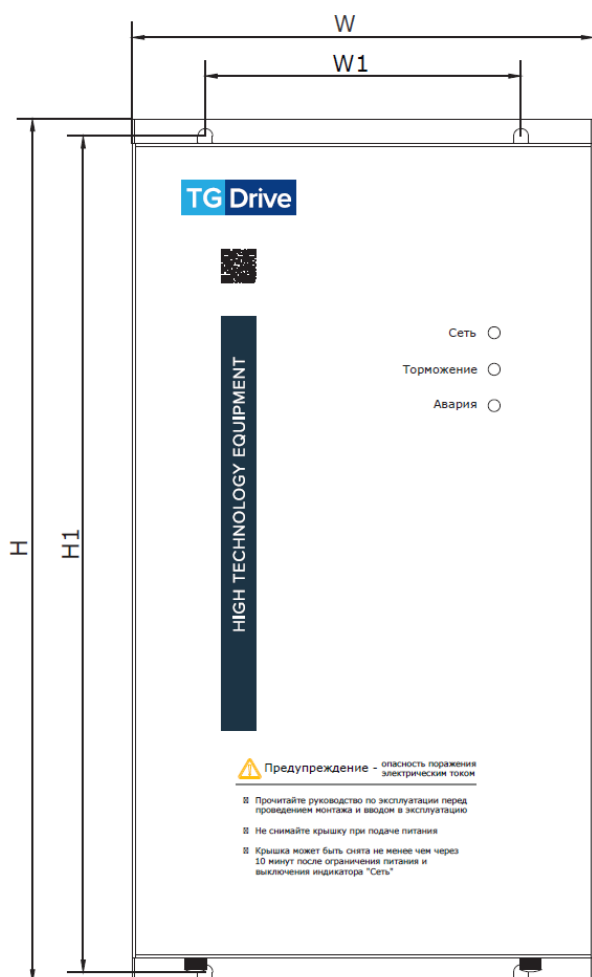 W
W1
TG Drive
Сеть
Торможение
Авария
H
H1
HIGH TECHNOLOGY EQUIPMENT
Предупреждение - опасность поражения
электрическим током
Прочитайте руководство по эксплуатации перед
проведением монтажа и вводом в эксплуатацию
Не снимайте крышку при подаче питания
Крышка может быть снята не менее чем через
10 минут после ограничения питания и
выключения индикатора "Сеть"